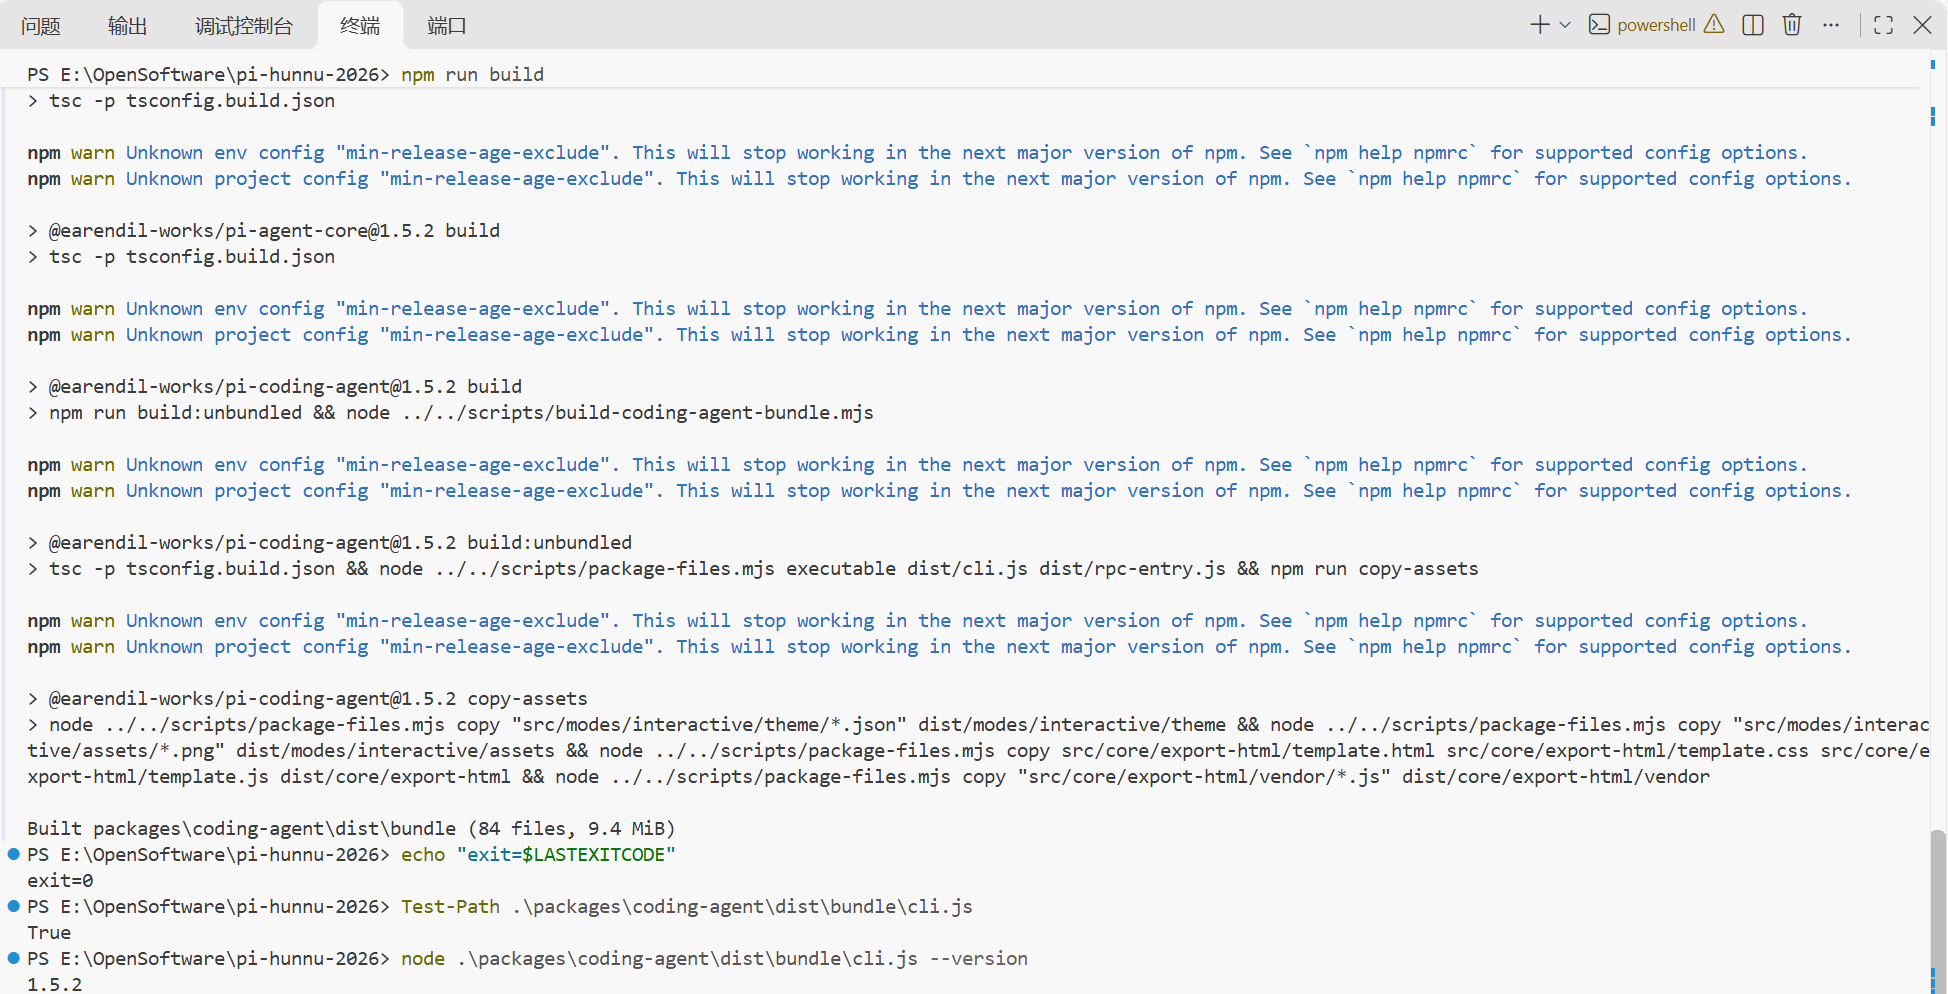 问题 输出 调试控制台 终端 端口 powershell
PS E:\OpenSoftware\pi-hunnu-2026> npm run build
> tsc -p tsconfig.build.json
npm warn Unknown env config "min-release-age-exclude". This will stop working in the next major version of npm. See `npm help npmrc` for supported config options.
npm warn Unknown project config "min-release-age-exclude". This will stop working in the next major version of npm. See `npm help npmrc` for supported config options.
> @earendil-works/pi-agent-core@1.5.2 build
> tsc -p tsconfig.build.json
npm warn Unknown env config "min-release-age-exclude". This will stop working in the next major version of npm. See `npm help npmrc` for supported config options.
npm warn Unknown project config "min-release-age-exclude". This will stop working in the next major version of npm. See `npm help npmrc` for supported config options.
> @earendil-works/pi-coding-agent@1.5.2 build
> npm run build:unbundled && node ../../scripts/build-coding-agent-bundle.mjs
npm warn Unknown env config "min-release-age-exclude". This will stop working in the next major version of npm. See `npm help npmrc` for supported config options.
npm warn Unknown project config "min-release-age-exclude". This will stop working in the next major version of npm. See `npm help npmrc` for supported config options.
> @earendil-works/pi-coding-agent@1.5.2 build:unbundled
> tsc -p tsconfig.build.json && node ../../scripts/package-files.mjs executable dist/cli.js dist/rpc-entry.js && npm run copy-assets
npm warn Unknown env config "min-release-age-exclude". This will stop working in the next major version of npm. See `npm help npmrc` for supported config options.
npm warn Unknown project config "min-release-age-exclude". This will stop working in the next major version of npm. See `npm help npmrc` for supported config options.
> @earendil-works/pi-coding-agent@1.5.2 copy-assets
> node ../../scripts/package-files.mjs copy "src/modes/interactive/theme/*.json" dist/modes/interactive/theme && node ../../scripts/package-files.mjs copy "src/modes/interac
tive/assets/*.png" dist/modes/interactive/assets && node ../../scripts/package-files.mjs copy src/core/export-html/template.html src/core/export-html/template.css src/core/e
xport-html/template.js dist/core/export-html && node ../../scripts/package-files.mjs copy "src/core/export-html/vendor/*.js" dist/core/export-html/vendor
Built packages\coding-agent\dist\bundle (84 files, 9.4 MiB)
PS E:\OpenSoftware\pi-hunnu-2026> echo "exit=$LASTEXITCODE"
exit=0
PS E:\OpenSoftware\pi-hunnu-2026> Test-Path .\packages\coding-agent\dist\bundle\cli.js
True
PS E:\OpenSoftware\pi-hunnu-2026> node .\packages\coding-agent\dist\bundle\cli.js --version
1.5.2